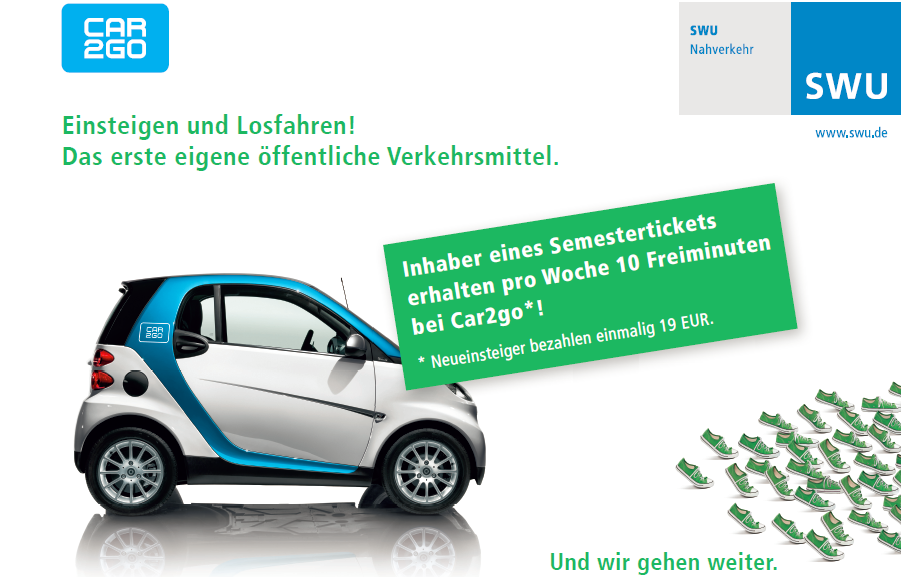 CAR
2GO
SWU
Nahverkehr
SWU
www.swu.de
Einsteigen und Losfahren!
Das erste eigene öffentliche Verkehrsmittel.
Inhaber eines Semestertickets
erhalten pro Woche 10 Freiminuten
bei Car2go*!
* Neueinsteiger bezahlen einmalig 19 EUR.
CAR
2GO
Und wir gehen weiter.